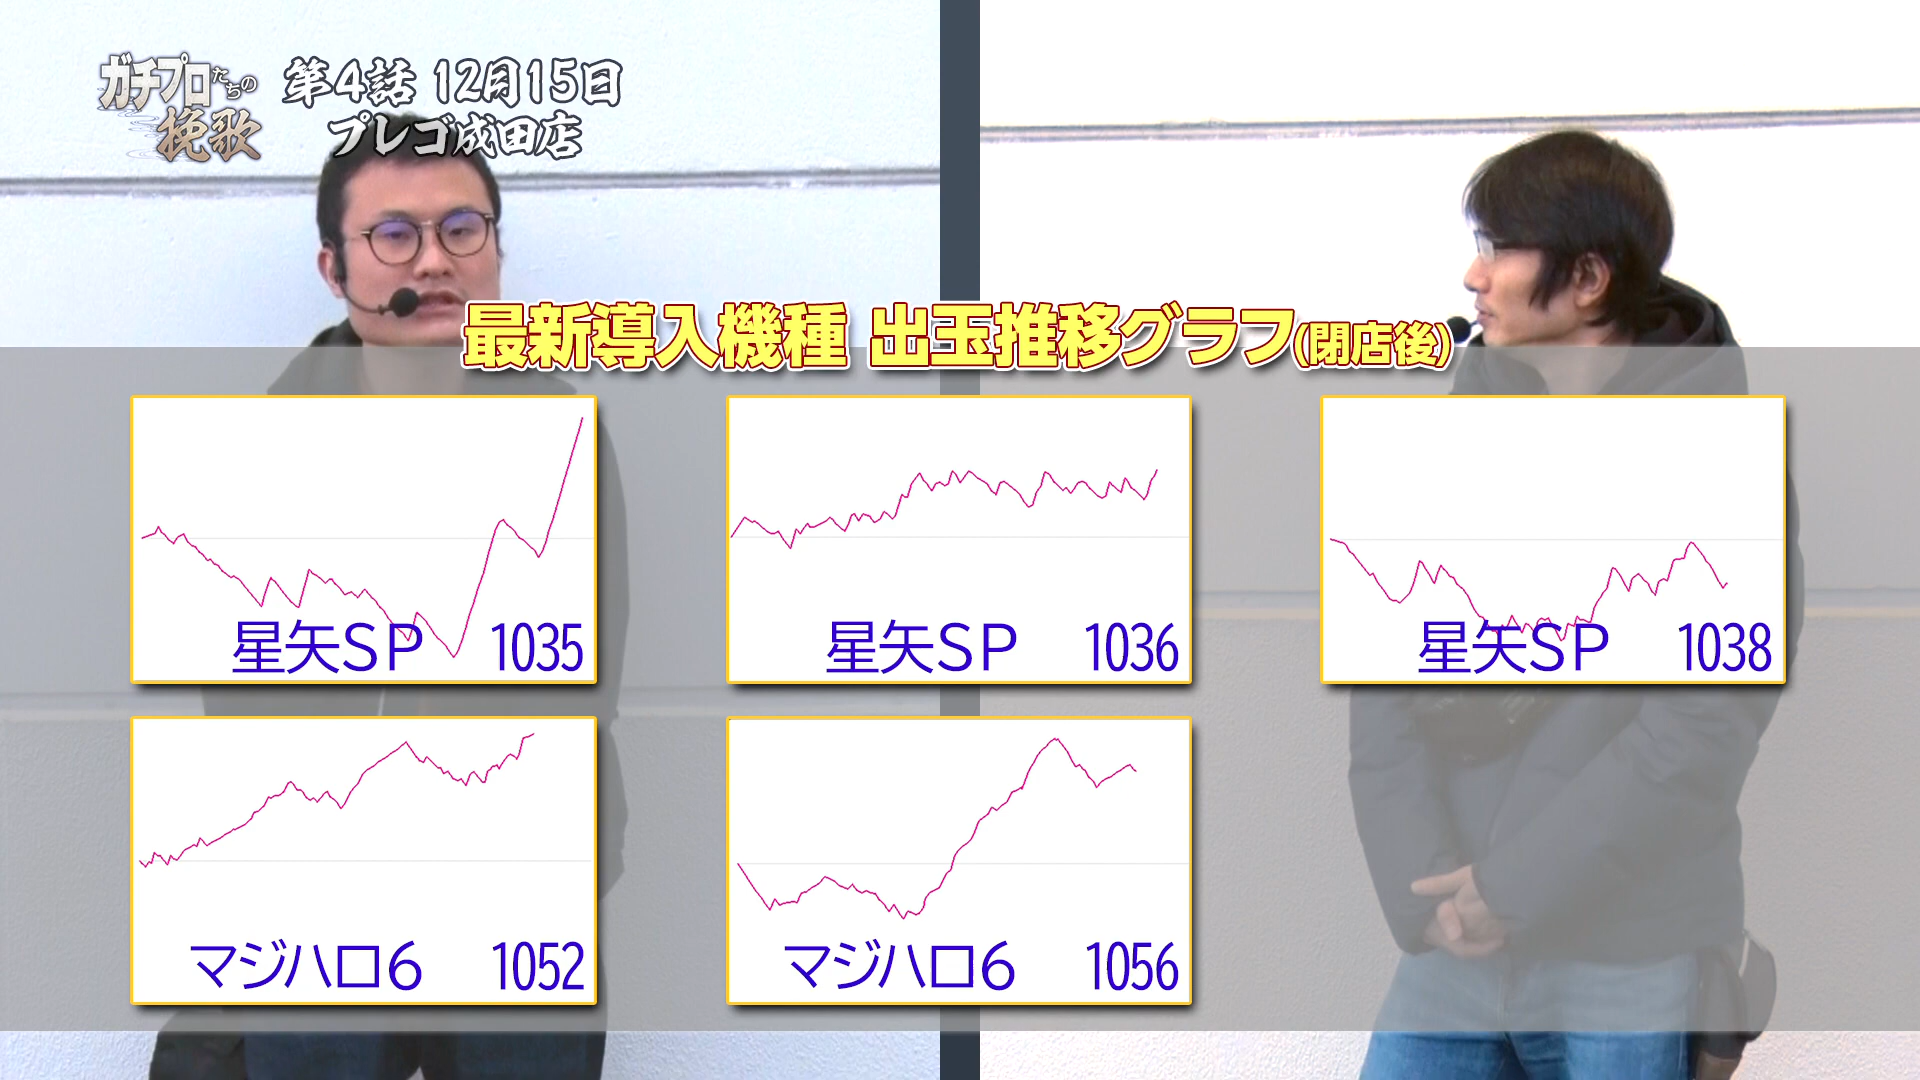 ガチプロたちの
挽歌
第4話 12月15日
プレゴ成田店
最新導入機種 出玉推移グラフ(閉店後)
星矢SP 1035
星矢SP 1036
星矢SP 1038
マジハロ6 1052
マジハロ6 1056